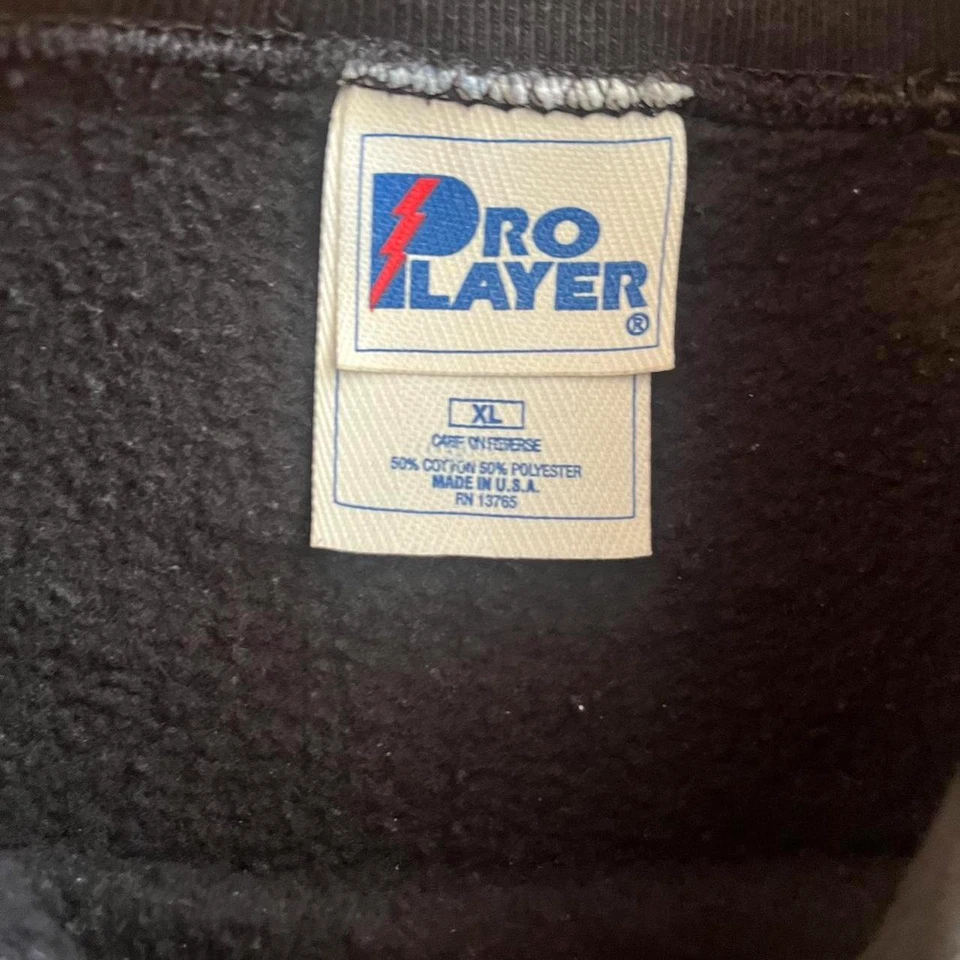 PRO
PLAYER
®
XL
CARE ON REVERSE
50% COTTON 50% POLYESTER
MADE IN U.S.A.
RN 13765